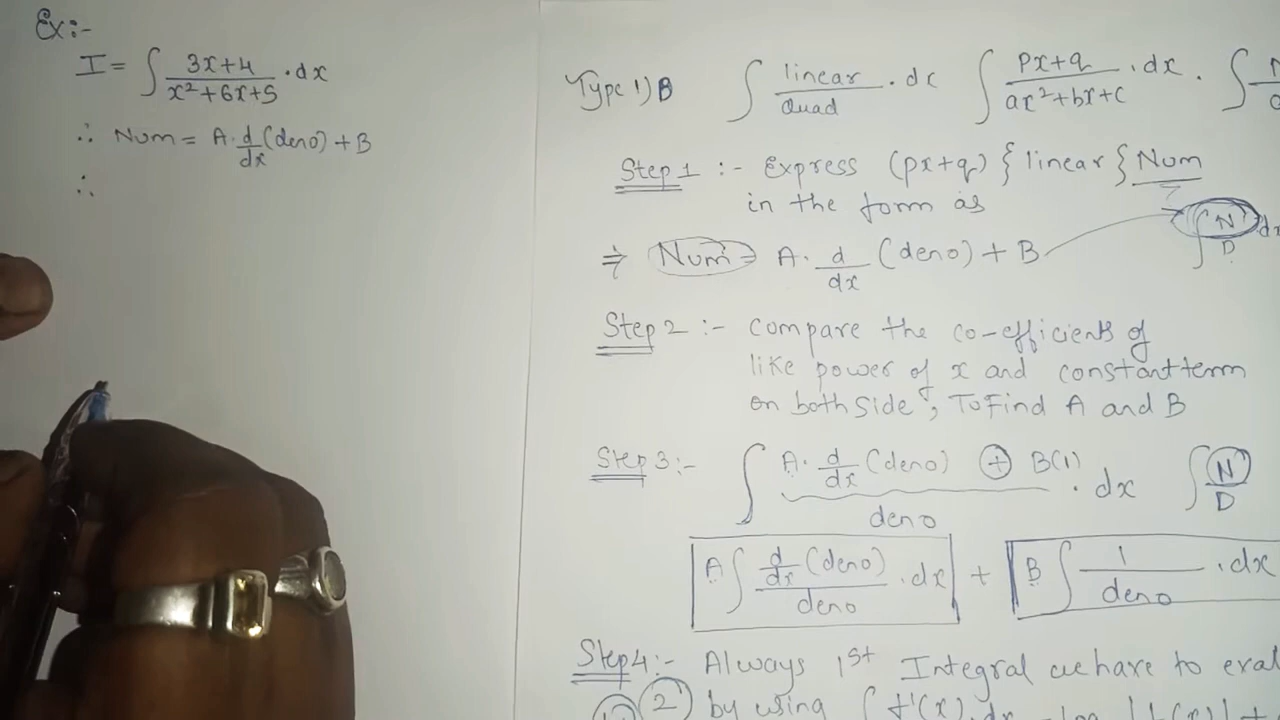 Ex:-
I = ∫ 3x+4 / x²+6x+5 . dx
∴ Num = A. d/dx (deno) + B
∴
Type 1) B ∫ linear / Quad . dx ∫ px+q / ax²+bx+c . dx . ∫
Step 1 :- Express (px+q) { linear } Num
in the form as
⇒ Num = A. d/dx (deno) + B ∫ N / D dx
Step 2 :- compare the co-efficients of
like power of x and constant term
on both side, To Find A and B
Step 3:- ∫ A. d/dx (deno) + B(1) / deno . dx ∫ N / D
A ∫ d/dx (deno) / deno . dx + B ∫ 1 / deno . dx
Step 4:- Always 1st Integral we have to
2 by using ∫ f'(x)